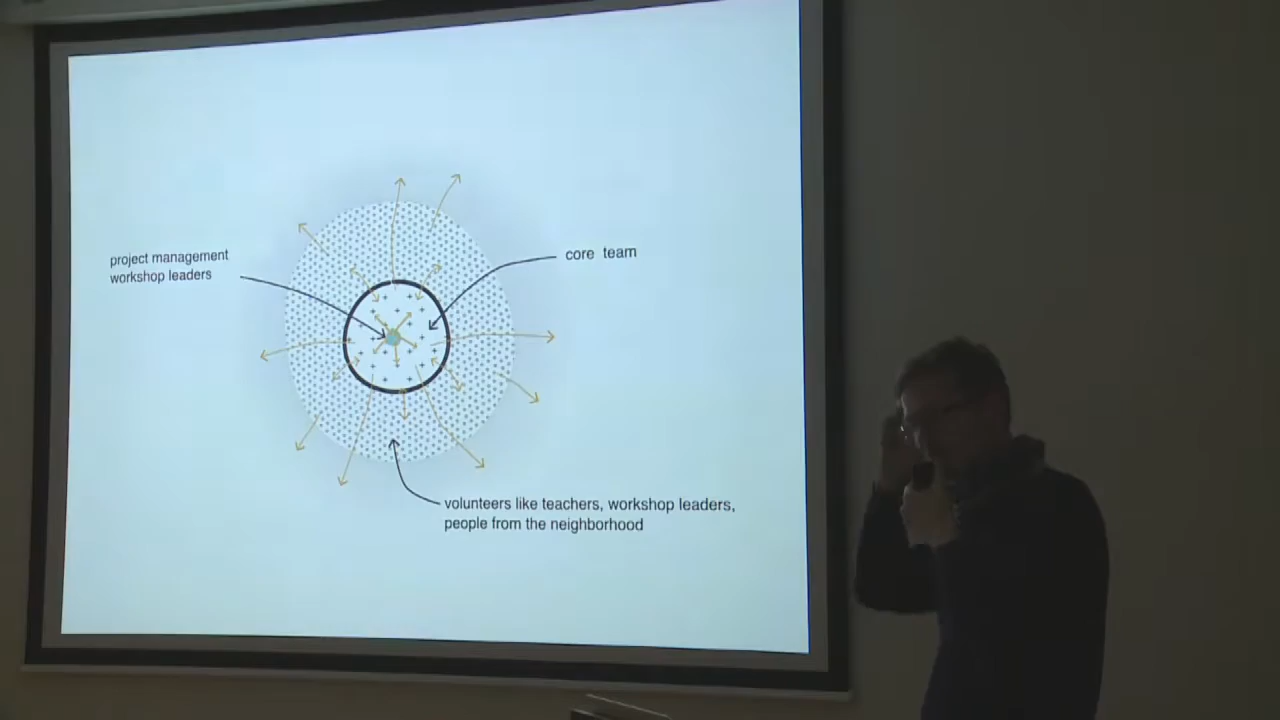 project management
workshop leaders
core team
volunteers like teachers, workshop leaders,
people from the neighborhood